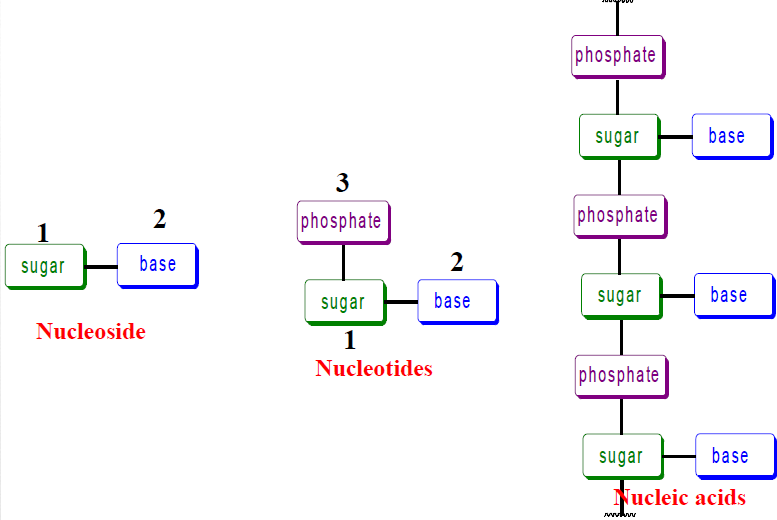 1
2
sugar
base
Nucleoside
3
phosphate
2
sugar
base
1
Nucleotides
phosphate
sugar
base
phosphate
sugar
base
phosphate
sugar
base
Nucleic acids